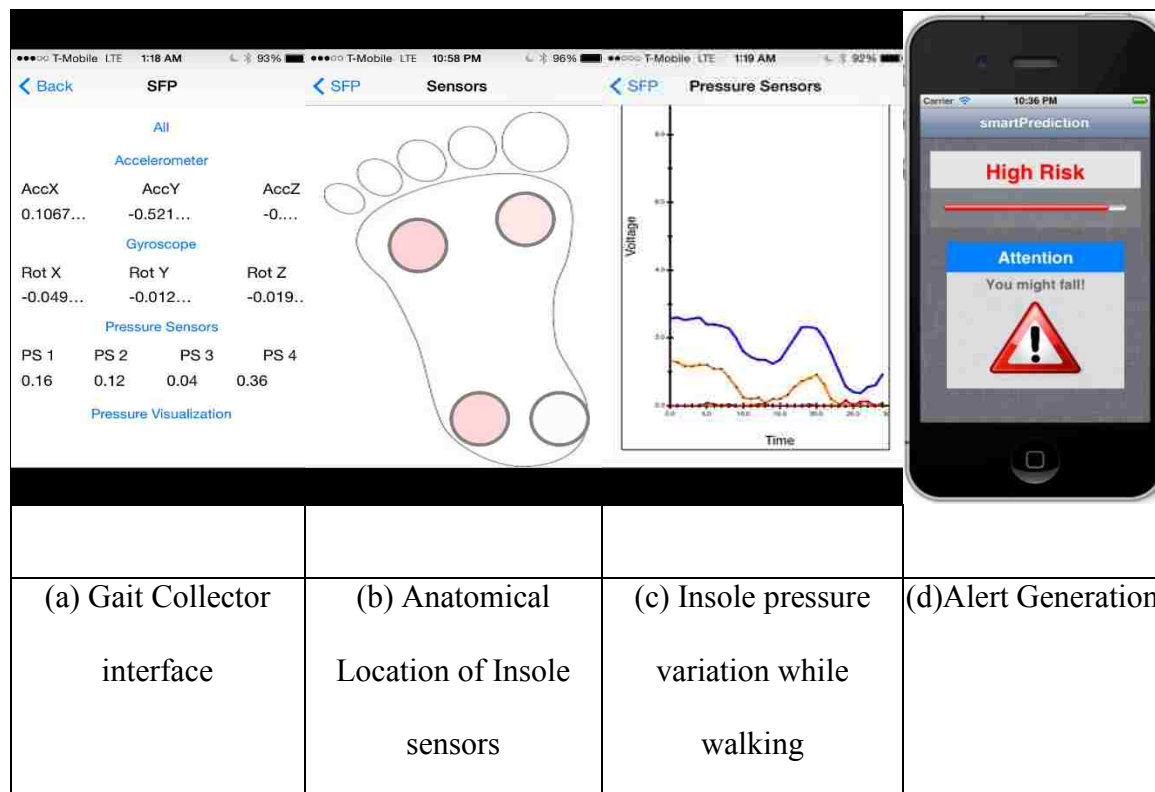 T-Mobile LTE 1:18 AM 93%
Back SFP
All
Accelerometer
AccX AccY AccZ
0.1067... -0.521... -0....
Gyroscope
Rot X Rot Y Rot Z
-0.049... -0.012... -0.019..
Pressure Sensors
PS 1 PS 2 PS 3 PS 4
0.16 0.12 0.04 0.36
Pressure Visualization
T-Mobile LTE 10:58 PM 96%
SFP Sensors
T-Mobile LTE 1:19 AM 92%
SFP Pressure Sensors
Voltage
Time
Carrier 10:36 PM
smartPrediction
High Risk
Attention
You might fall!
(a) Gait Collector
interface
(b) Anatomical
Location of Insole
sensors
(c) Insole pressure
variation while
walking
(d)Alert Generation